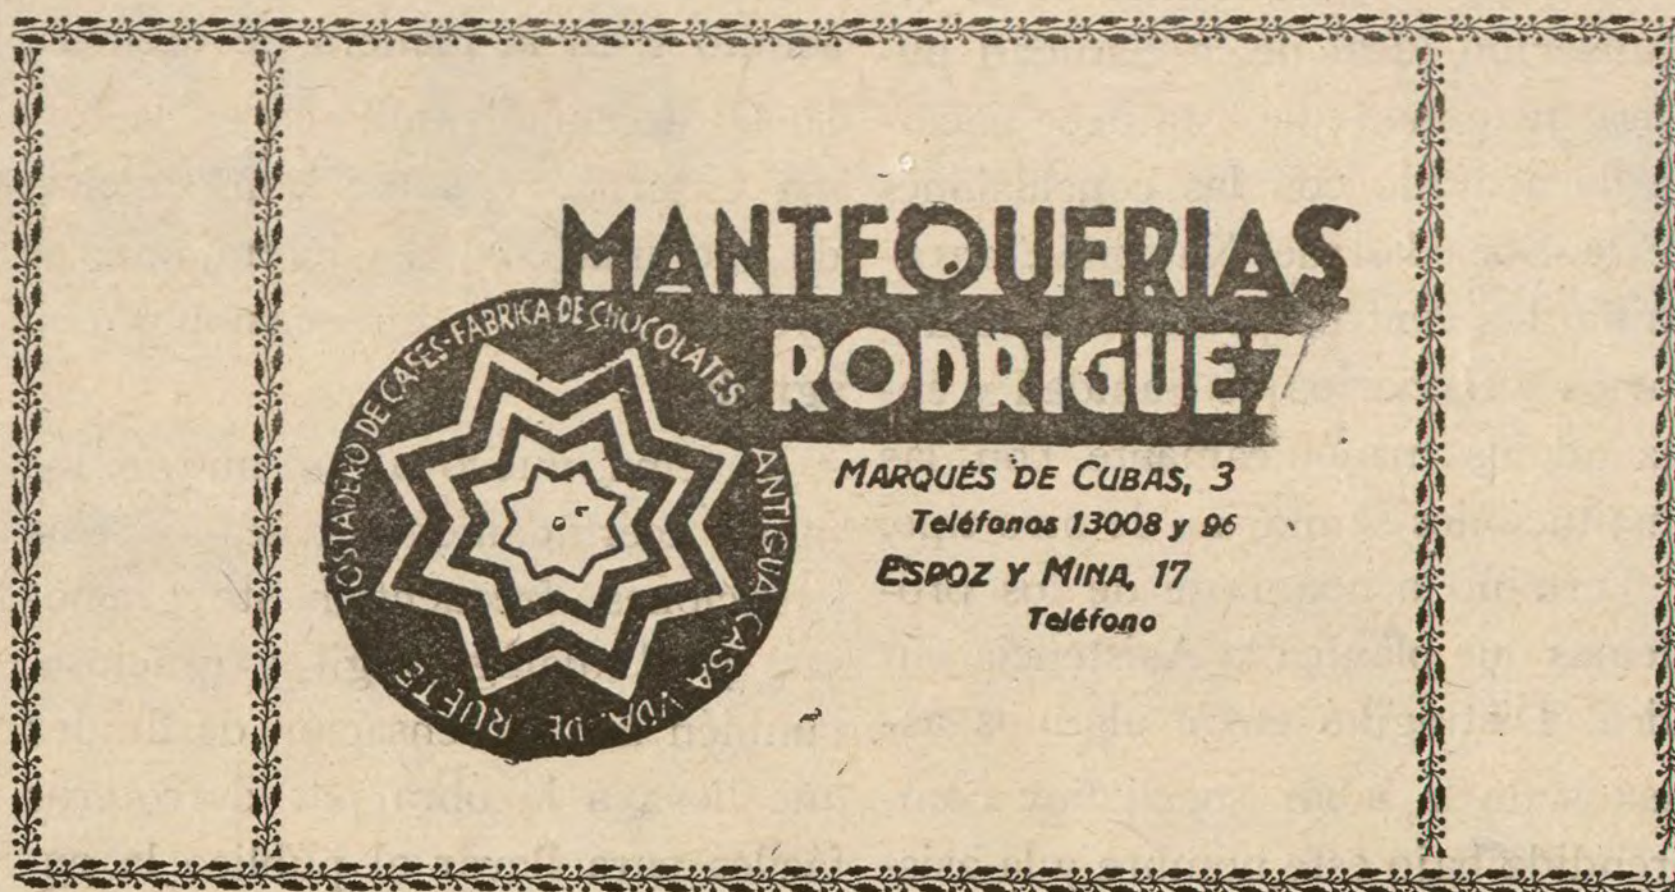 MANTEQUERIAS
RODRIGUEZ
TOSTADERO DE CAFES-FABRICA DE CHOCOLATES
ANTIGUA CASA VDA. DE RUETE
MARQUÉS DE CUBAS, 3
Teléfonos 13008 y 96
ESPOZ Y MINA, 17
Teléfono